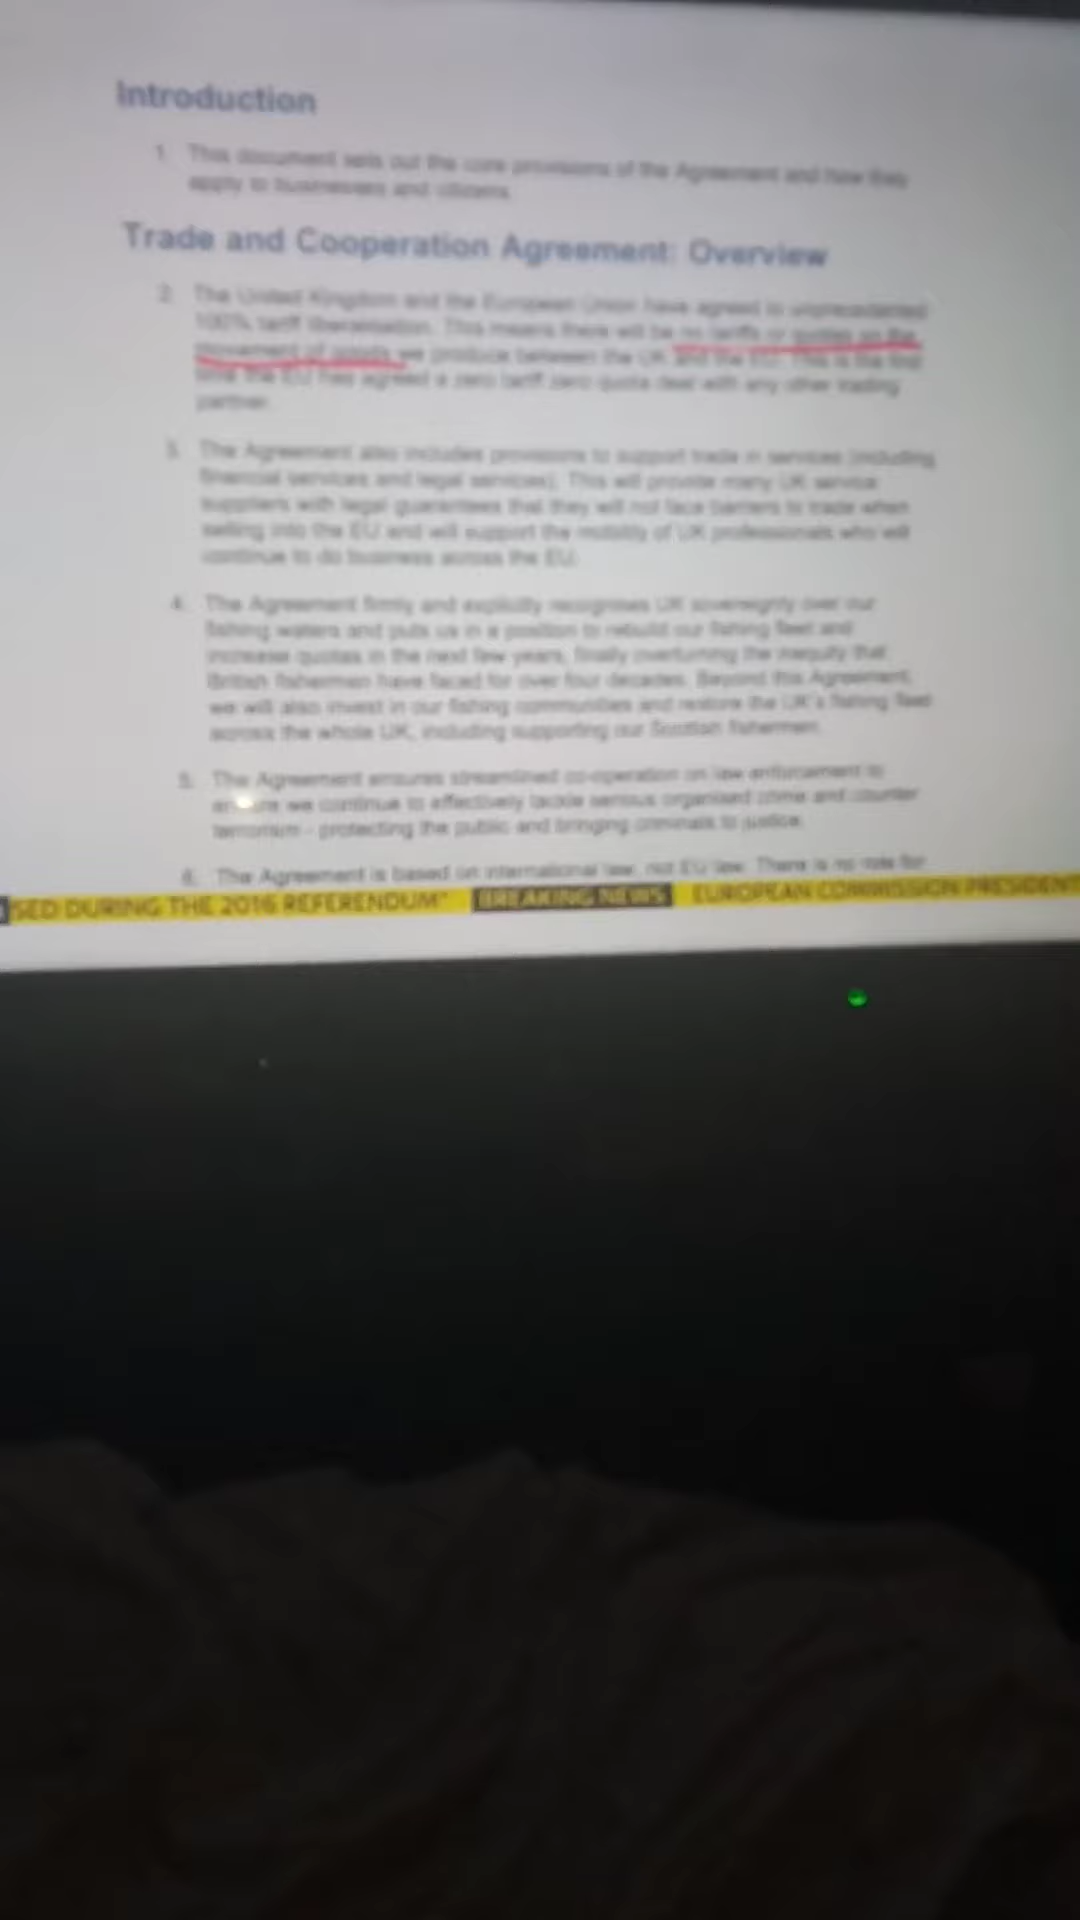 Introduction
1. This document sets out the core provisions of the Agreement and how they
apply to businesses and citizens.
Trade and Cooperation Agreement: Overview
2. The United Kingdom and the European Union have agreed to unprecedented
100% tariff liberalisation. This means there will be no tariffs or quotas on the
movement of goods we produce between the UK and the EU. This is the first
time the EU has agreed a zero tariff zero quota deal with any other trading
partner.
3. The Agreement also includes provisions to support trade in services (including
financial services and legal services). This will provide many UK service
suppliers with legal guarantees that they will not face barriers to trade when
selling into the EU and will support the mobility of UK professionals who will
continue to do business across the EU.
4. The Agreement firmly and explicitly recognises UK sovereignty over our
fishing waters and puts us in a position to rebuild our fishing fleet and
increase quotas in the next few years, finally overturning the inequity that
British fishermen have faced for over four decades. Beyond this Agreement,
we will also invest in our fishing communities and restore the UK's fishing fleet
across the whole UK, including supporting our Scottish fishermen.
5. The Agreement ensures streamlined co-operation on law enforcement to
ensure we continue to effectively tackle serious organised crime and counter
terrorism - protecting the public and bringing criminals to justice.
6. The Agreement is based on international law, not EU law. There is no role for
SED DURING THE 2016 REFERENDUM" BREAKING NEWS EUROPEAN COMMISSION PRESIDENT